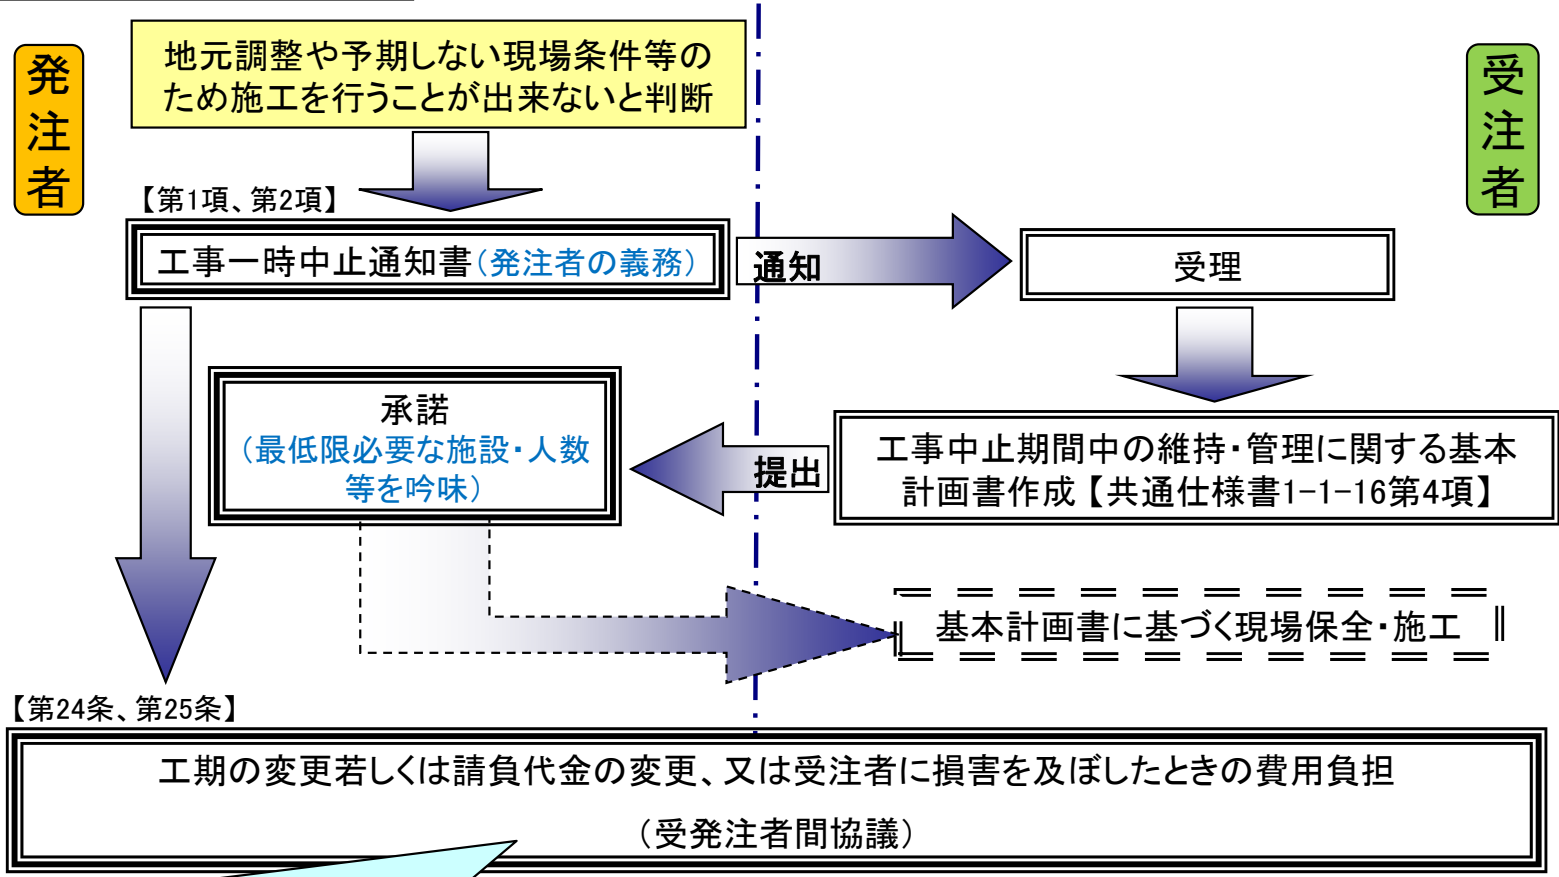 発注者
受注者
地元調整や予期しない現場条件等の
ため施工を行うことが出来ないと判断
【第1項、第2項】
工事一時中止通知書(発注者の義務)
通知
受理
承諾
(最低限必要な施設・人数
等を吟味)
提出
工事中止期間中の維持・管理に関する基本
計画書作成【共通仕様書1-1-16第4項】
基本計画書に基づく現場保全・施工
【第24条、第25条】
工期の変更若しくは請負代金の変更、又は受注者に損害を及ぼしたときの費用負担
(受発注者間協議)